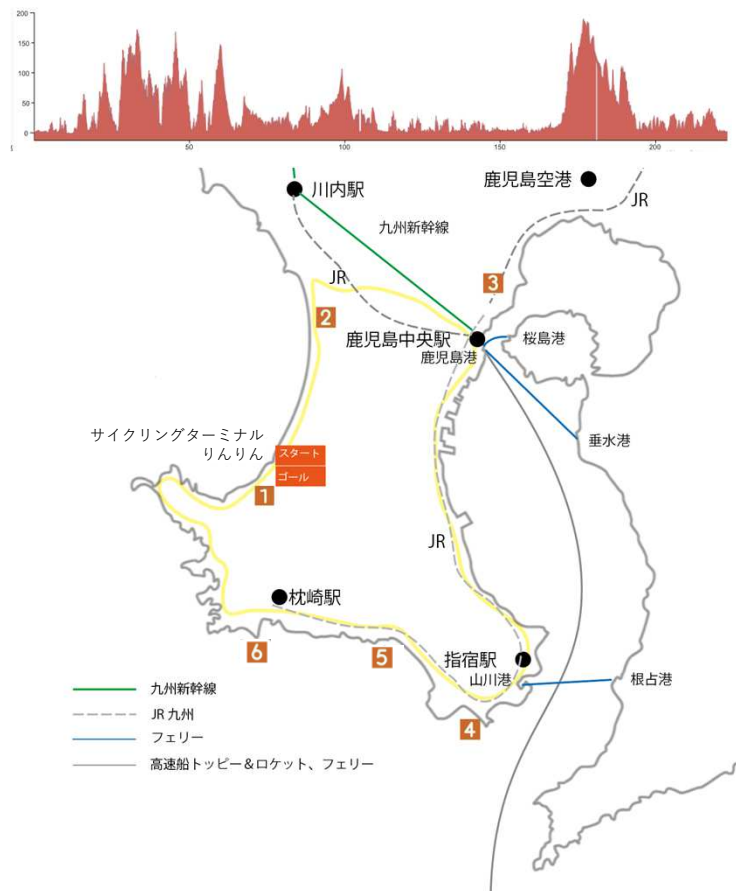 200
150
100
50
0
50
100
150
200
川内駅
鹿児島空港
JR
九州新幹線
3
JR
2
鹿児島中央駅
鹿児島港
桜島港
サイクリングターミナル
りんりん
スタート
ゴール
垂水港
1
JR
枕崎駅
6
5
指宿駅
山川港
根占港
4
九州新幹線
JR 九州
フェリー
高速船トッピー&ロケット、フェリー